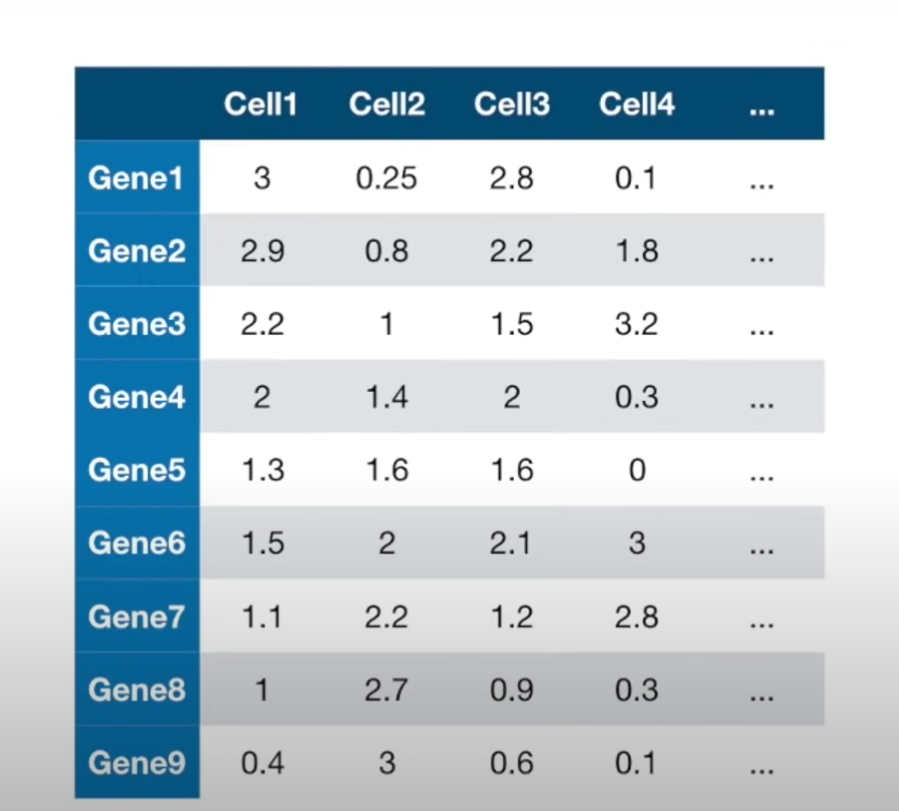 Cell1 Cell2 Cell3 Cell4 ...
Gene1 3 0.25 2.8 0.1 ...
Gene2 2.9 0.8 2.2 1.8 ...
Gene3 2.2 1 1.5 3.2 ...
Gene4 2 1.4 2 0.3 ...
Gene5 1.3 1.6 1.6 0 ...
Gene6 1.5 2 2.1 3 ...
Gene7 1.1 2.2 1.2 2.8 ...
Gene8 1 2.7 0.9 0.3 ...
Gene9 0.4 3 0.6 0.1 ...